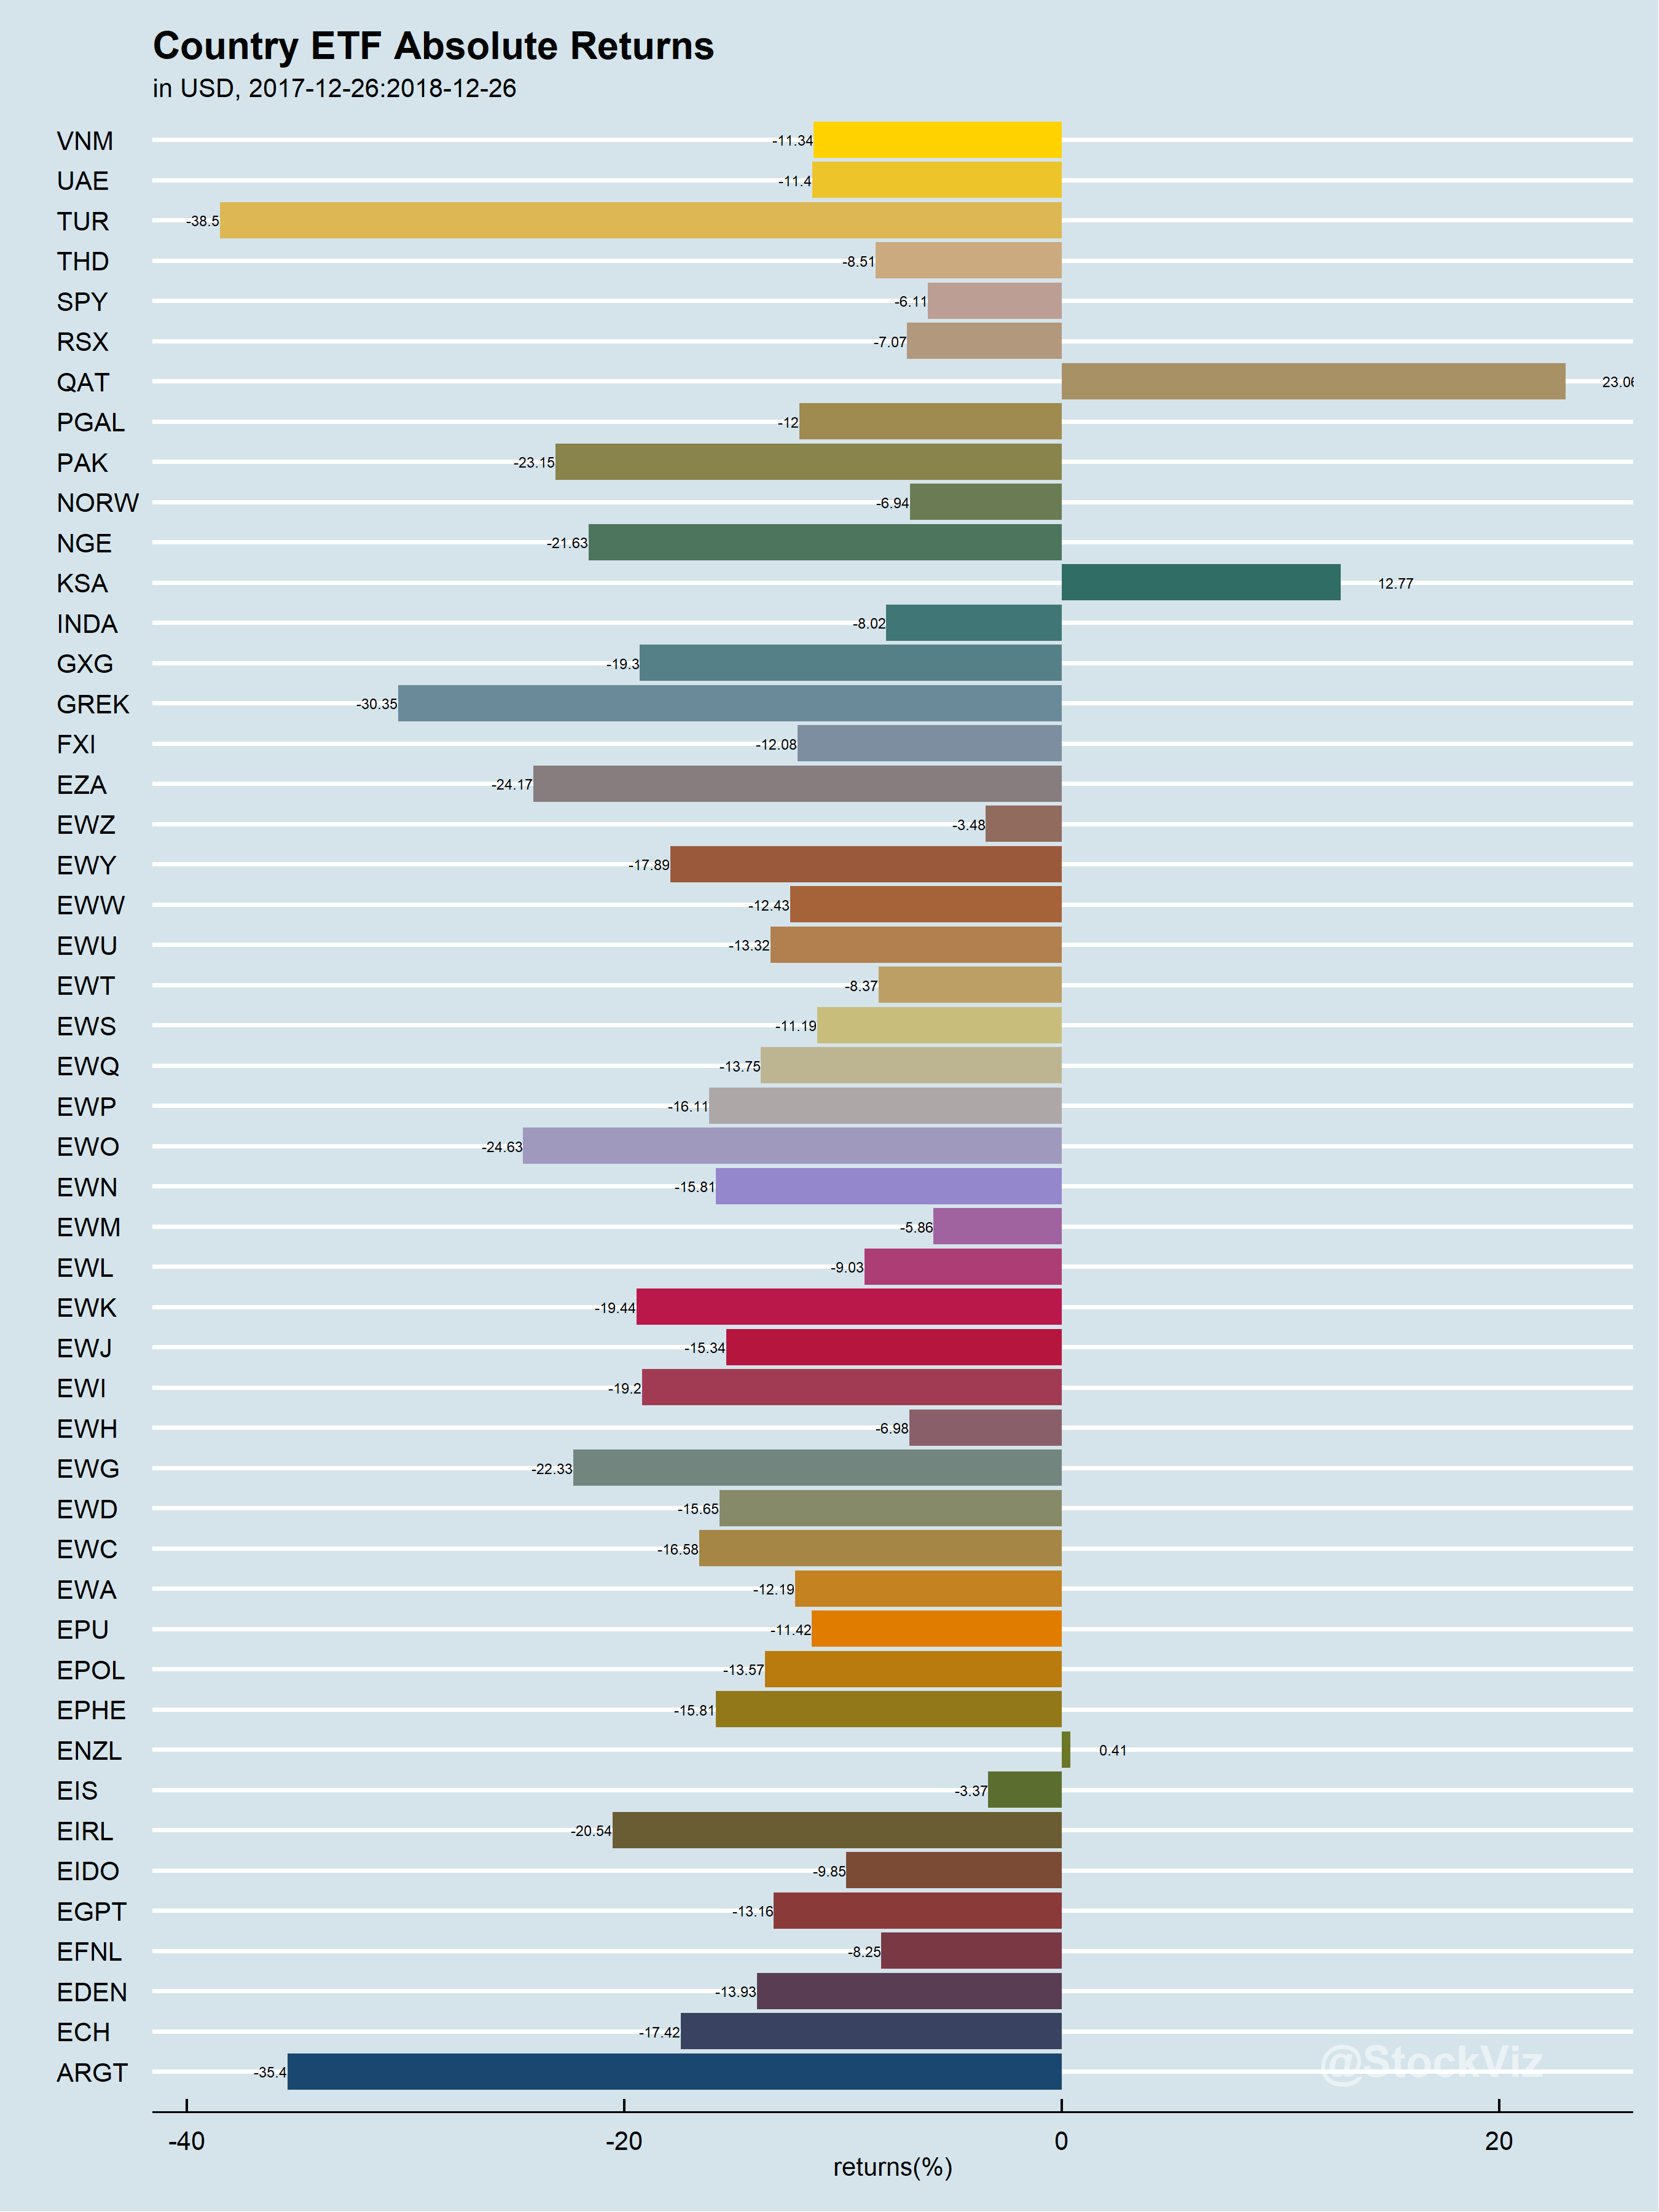 Country ETF Absolute Returns
in USD, 2017-12-26:2018-12-26
VNM -11.34
UAE -11.4
TUR -38.5
THD -8.51
SPY -6.11
RSX -7.07
QAT 23.06
PGAL -12
PAK -23.15
NORW -6.94
NGE -21.63
KSA 12.77
INDA -8.02
GXG -19.3
GREK -30.35
FXI -12.08
EZA -24.17
EWZ -3.48
EWY -17.89
EWW -12.43
EWU -13.32
EWT -8.37
EWS -11.19
EWQ -13.75
EWP -16.11
EWO -24.63
EWN -15.81
EWM -5.86
EWL -9.03
EWK -19.44
EWJ -15.34
EWI -19.2
EWH -6.98
EWG -22.33
EWD -15.65
EWC -16.58
EWA -12.19
EPU -11.42
EPOL -13.57
EPHE -15.81
ENZL 0.41
EIS -3.37
EIRL -20.54
EIDO -9.85
EGPT -13.16
EFNL -8.25
EDEN -13.93
ECH -17.42
ARGT -35.4
@StockViz
-40 -20 0 20
returns(%)